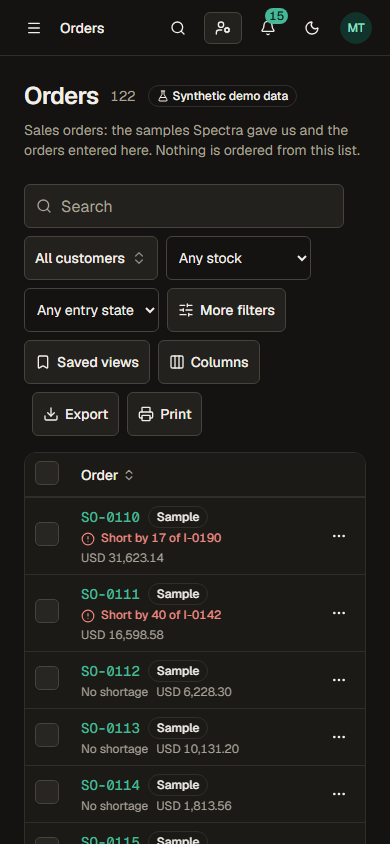 Orders
15
MT
Orders 122 Synthetic demo data
Sales orders: the samples Spectra gave us and the
orders entered here. Nothing is ordered from this list.
Search
All customers Any stock
Any entry state More filters
Saved views Columns
Export Print
Order
SO-0110 Sample
Short by 17 of I-0190
USD 31,623.14
SO-0111 Sample
Short by 40 of I-0142
USD 16,598.58
SO-0112 Sample
No shortage USD 6,228.30
SO-0113 Sample
No shortage USD 10,131.20
SO-0114 Sample
No shortage USD 1,813.56
SO-0115 Sample